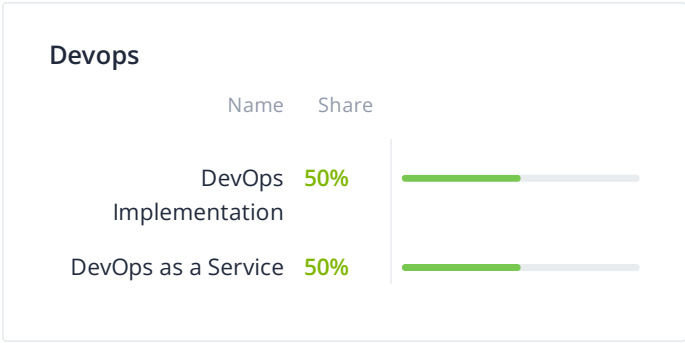 Devops
Name Share
DevOps 50%
Implementation
DevOps as a Service 50%